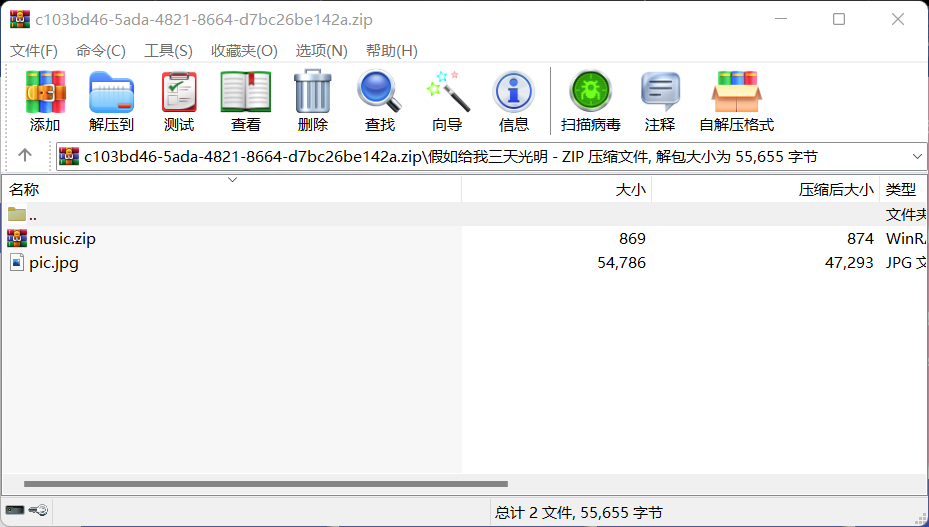 c103bd46-5ada-4821-8664-d7bc26be142a.zip
文件(F) 命令(C) 工具(S) 收藏夹(O) 选项(N) 帮助(H)
添加 解压到 测试 查看 删除 查找 向导 信息 扫描病毒 注释 自解压格式
c103bd46-5ada-4821-8664-d7bc26be142a.zip\假如给我三天光明 - ZIP 压缩文件, 解包大小为 55,655 字节
名称 大小 压缩后大小 类型
.. 文件夹
music.zip 869 874 WinRA
pic.jpg 54,786 47,293 JPG 文
总计 2 文件, 55,655 字节